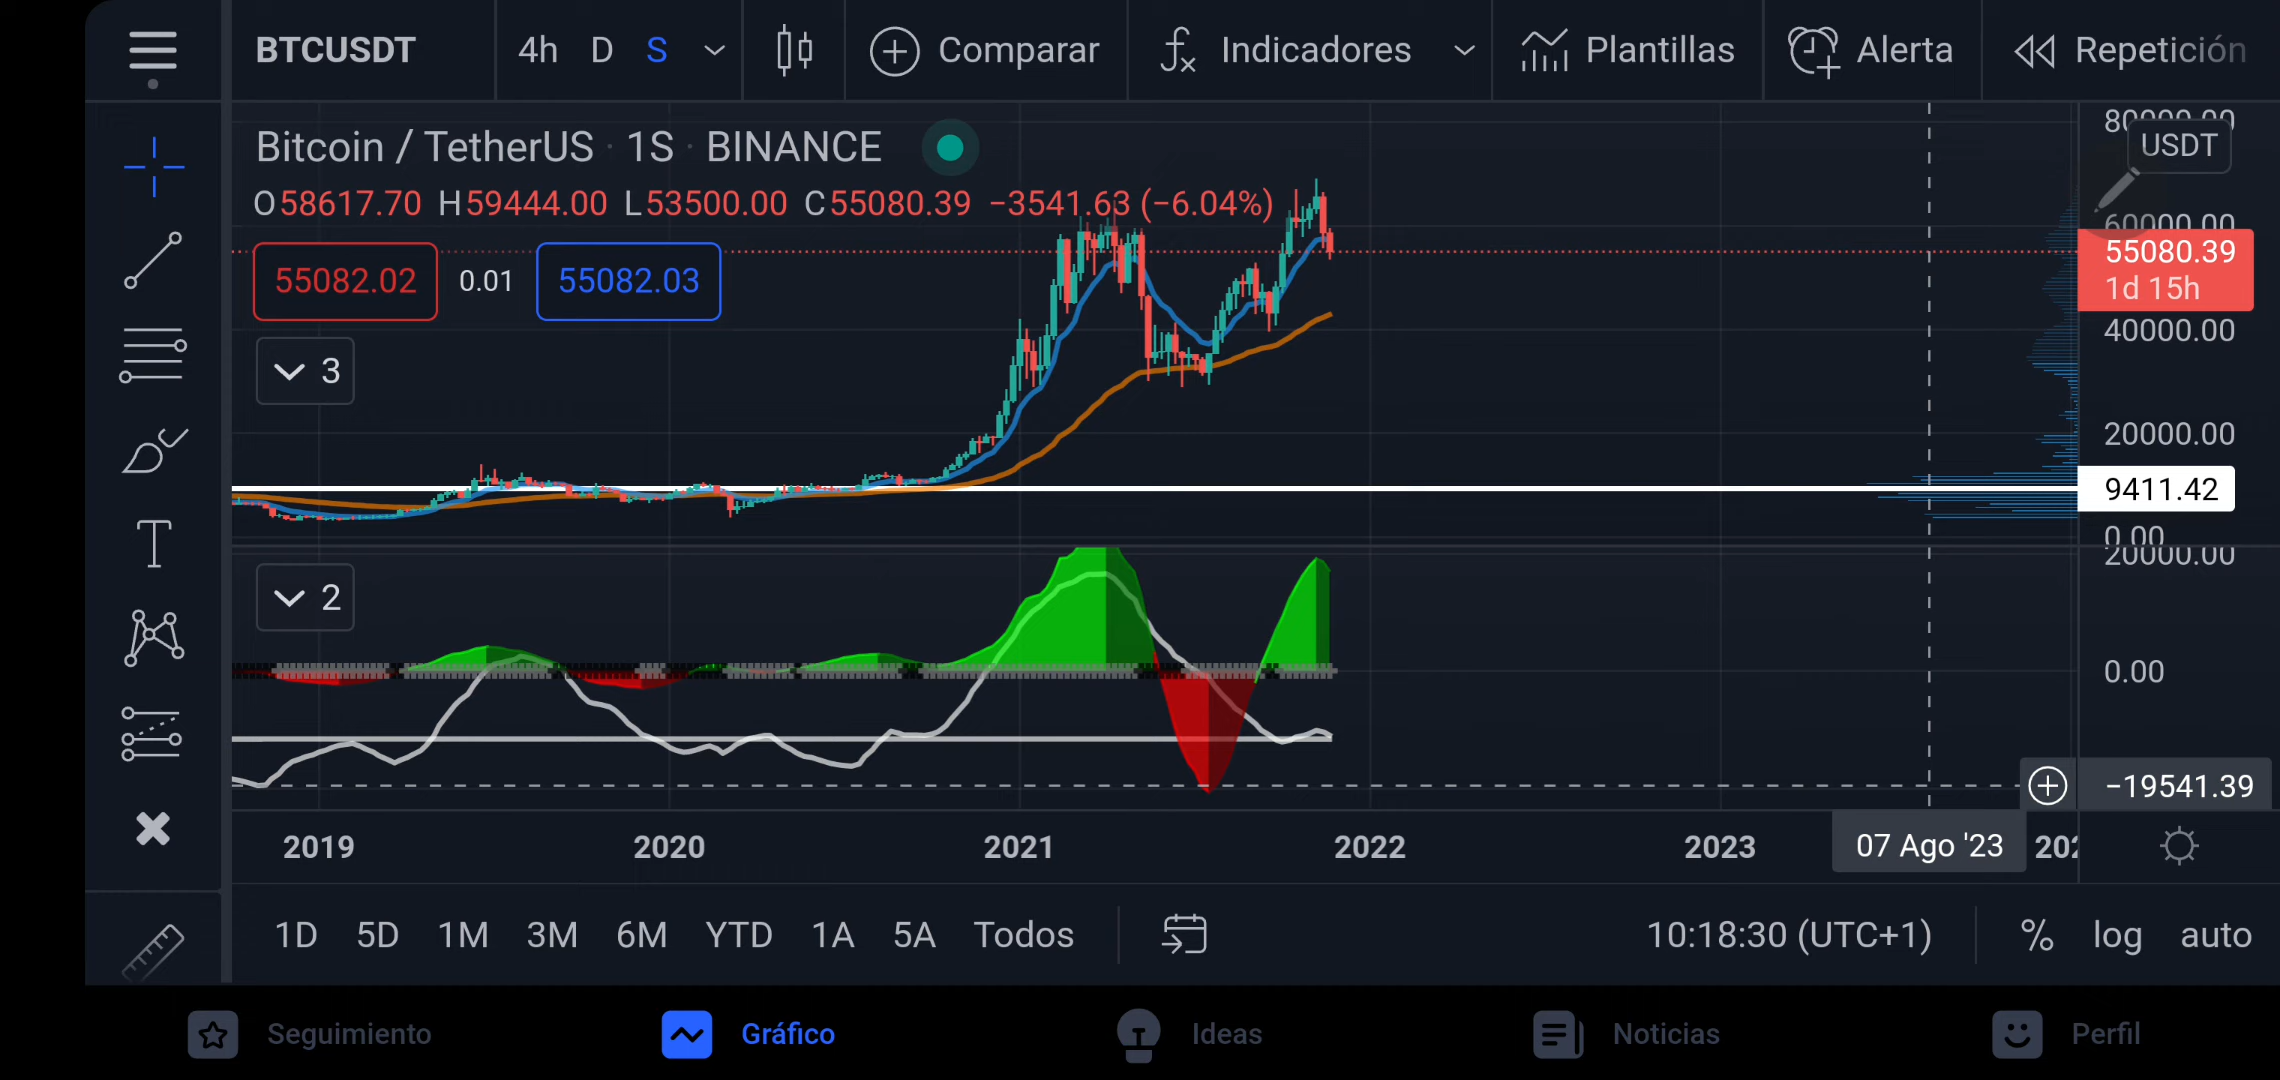 BTCUSDT 4h D S Comparar Indicadores Plantillas Alerta Repetición
Bitcoin / TetherUS · 1S · BINANCE
O58617.70 H59444.00 L53500.00 C55080.39 −3541.63 (−6.04%)
55082.02 0.01 55082.03
3
2
80000.00
USDT
60000.00
55080.39
1d 15h
40000.00
20000.00
9411.42
0.00
20000.00
0.00
−19541.39
2019 2020 2021 2022 2023 07 Ago '23 202
1D 5D 1M 3M 6M YTD 1A 5A Todos 10:18:30 (UTC+1) % log auto
Seguimiento Gráfico Ideas Noticias Perfil